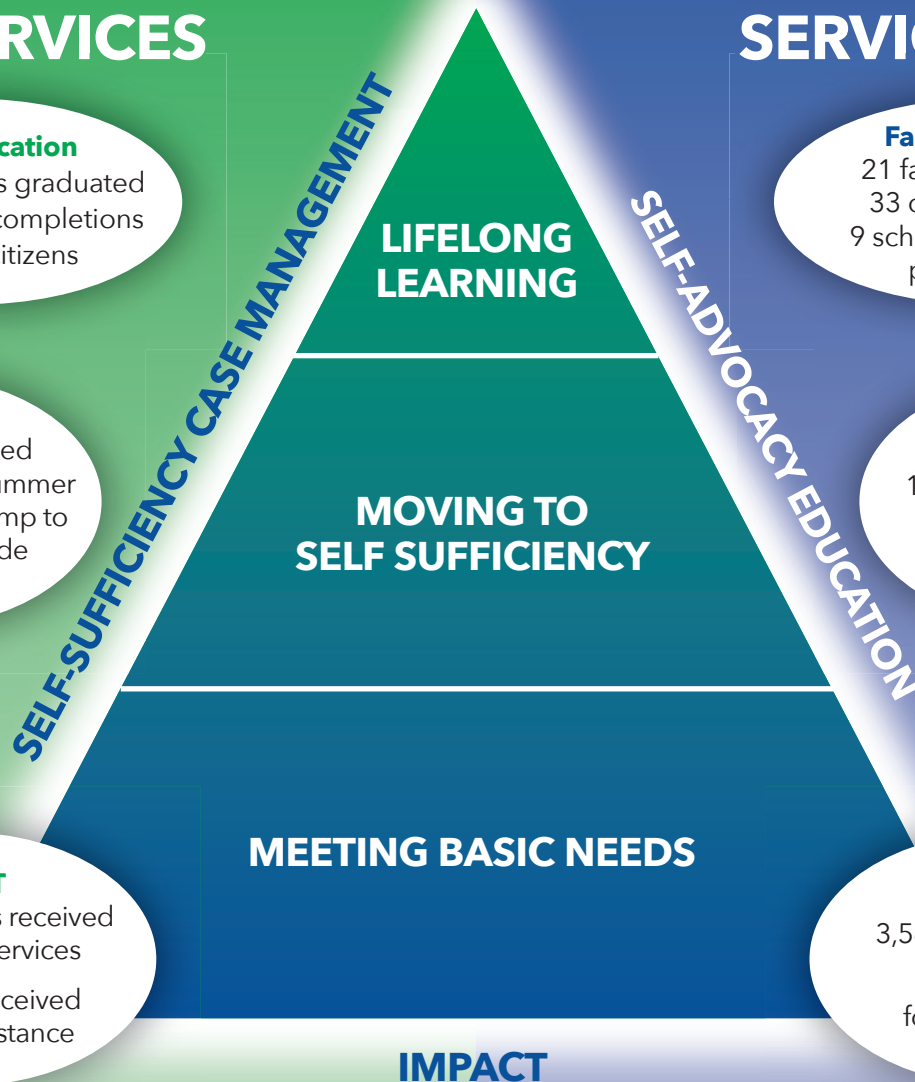 RVICES
SERVIC
cation
s graduated
completions
itizens
Fa
21 fa
33 c
9 sch
p
SELF-SUFFICIENCY CASE MANAGEMENT
SELF-ADVOCACY EDUCATION
LIFELONG
LEARNING
ed
ummer
mp to
de
1
MOVING TO
SELF SUFFICIENCY
MEETING BASIC NEEDS
T
s received
ervices
ceived
stance
3,5
fo
IMPACT